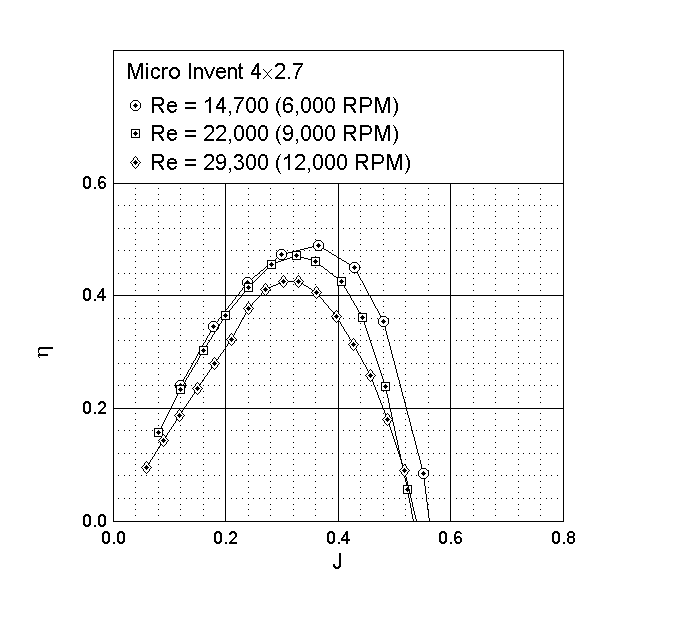 Micro Invent 4×2.7
Re = 14,700 (6,000 RPM)
Re = 22,000 (9,000 RPM)
Re = 29,300 (12,000 RPM)
0.6
0.4
η
0.2
0.0
0.0 0.2 0.4 0.6 0.8
J